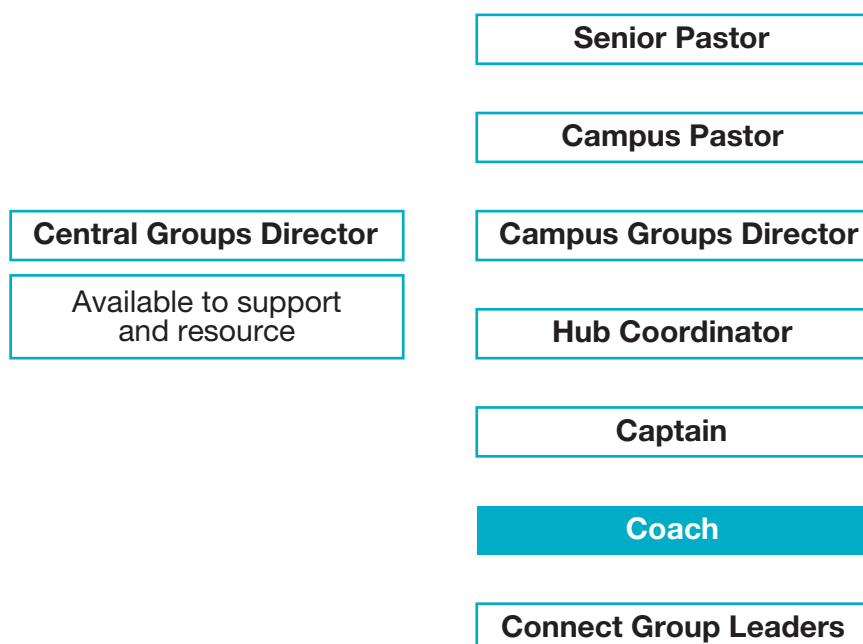 Senior Pastor
Campus Pastor
Central Groups Director
Campus Groups Director
Available to support
and resource
Hub Coordinator
Captain
Coach
Connect Group Leaders